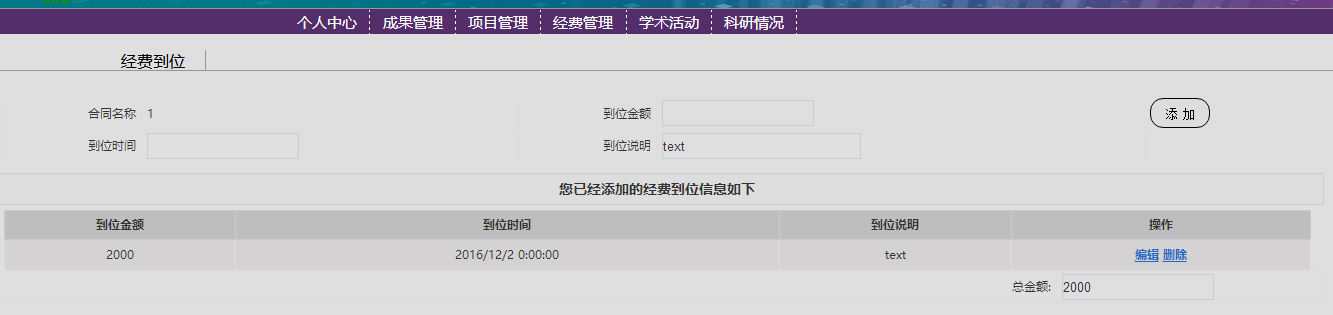 个人中心 成果管理 项目管理 经费管理 学术活动 科研情况
经费到位
合同名称 1 到位金额 添 加
到位时间 到位说明 text
您已经添加的经费到位信息如下
到位金额 到位时间 到位说明 操作
2000 2016/12/2 0:00:00 text 编辑 删除
总金额: 2000